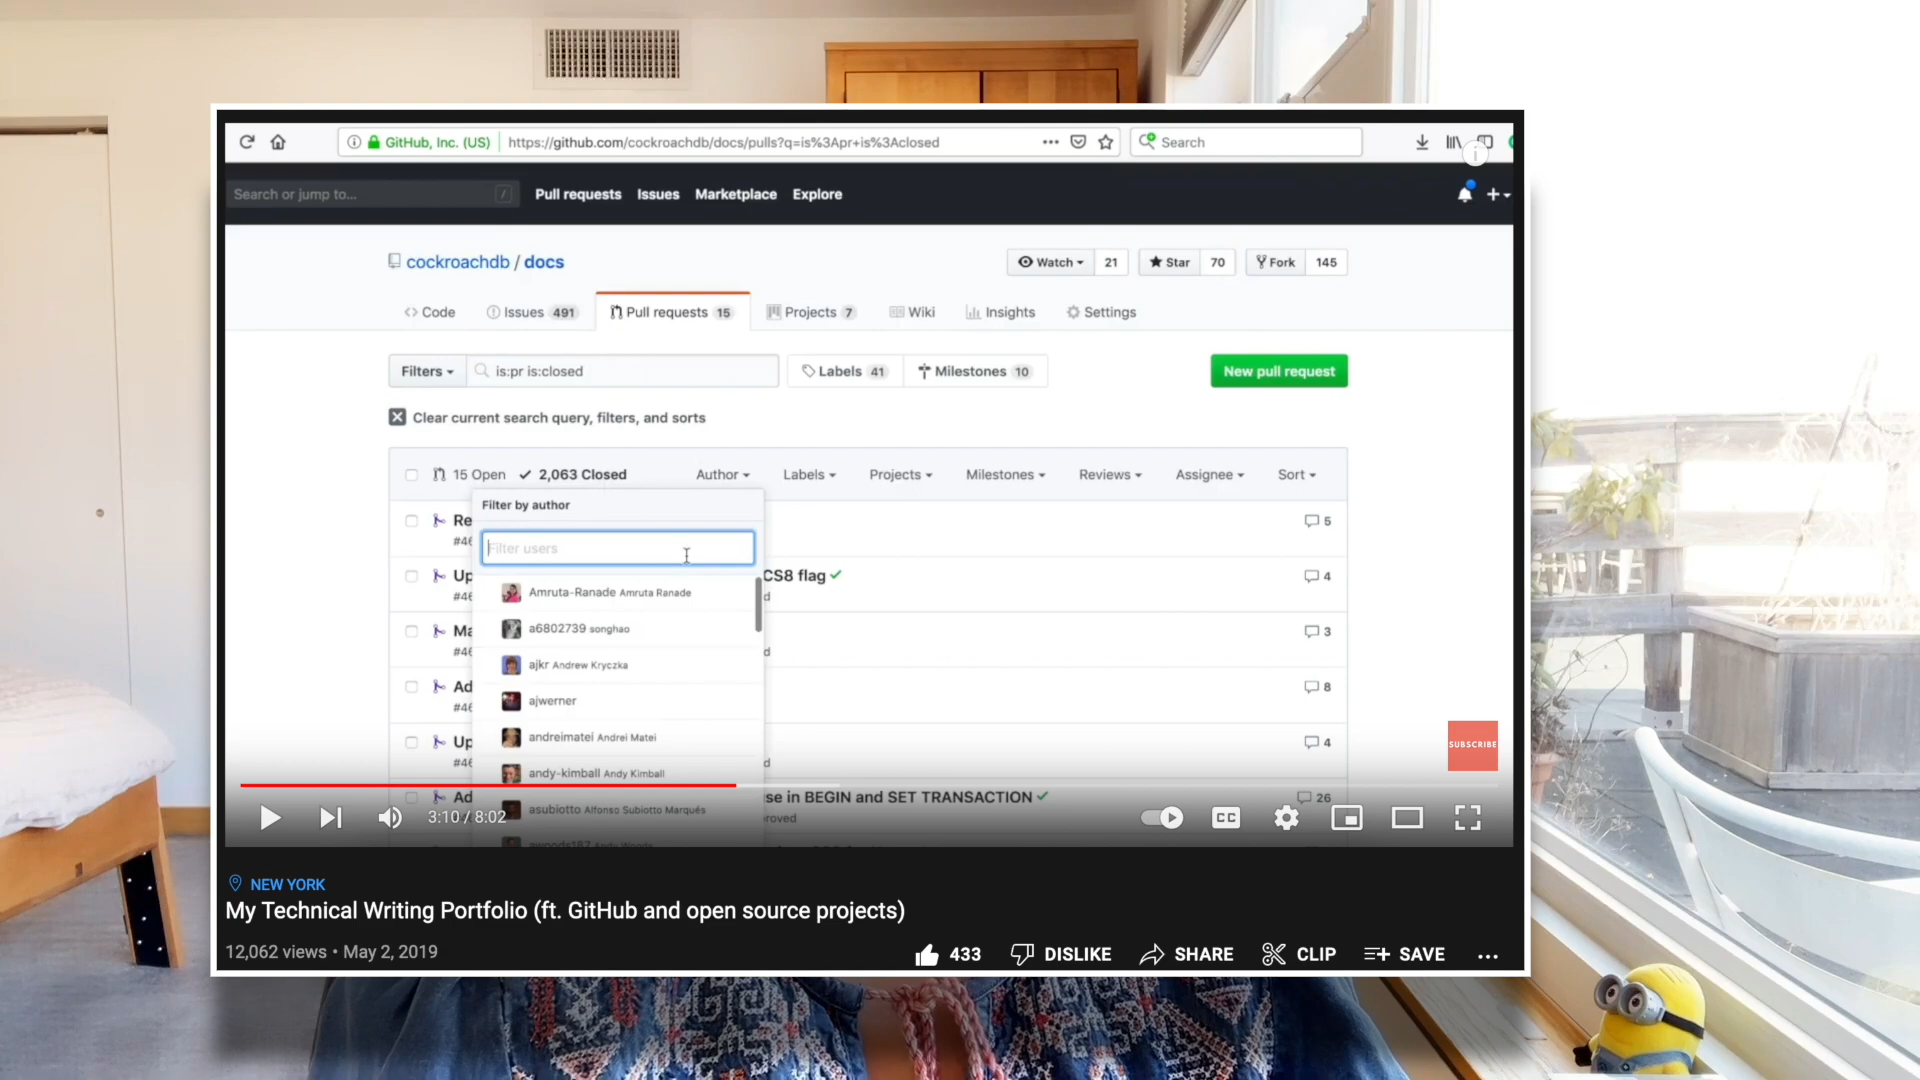 GitHub, Inc. (US) https://github.com/cockroachdb/docs/pulls?q=is%3Apr+is%3Aclosed Search
Search or jump to... / Pull requests Issues Marketplace Explore
cockroachdb / docs Watch 21 Star 70 Fork 145
Code Issues 491 Pull requests 15 Projects 7 Wiki Insights Settings
Filters is:pr is:closed Labels 41 Milestones 10 New pull request
Clear current search query, filters, and sorts
15 Open 2,063 Closed Author Labels Projects Milestones Reviews Assignee Sort
Filter by author
Re 5
#46
Filter users
Up CS8 flag 4
#46 d
Amruta-Ranade Amruta Ranade
a6802739 songhao
Ma 3
#46 d
ajkr Andrew Kryczka
Ad 8
#46
ajwerner
andreimatei Andrei Matei
Up 4
#46 d
SUBSCRIBE
andy-kimball Andy Kimball
Ad se in BEGIN and SET TRANSACTION 26
asubiotto Alfonso Subiotto Marqués
roved
3:10 / 8:02 CC
NEW YORK
My Technical Writing Portfolio (ft. GitHub and open source projects)
12,062 views • May 2, 2019 433 DISLIKE SHARE CLIP SAVE